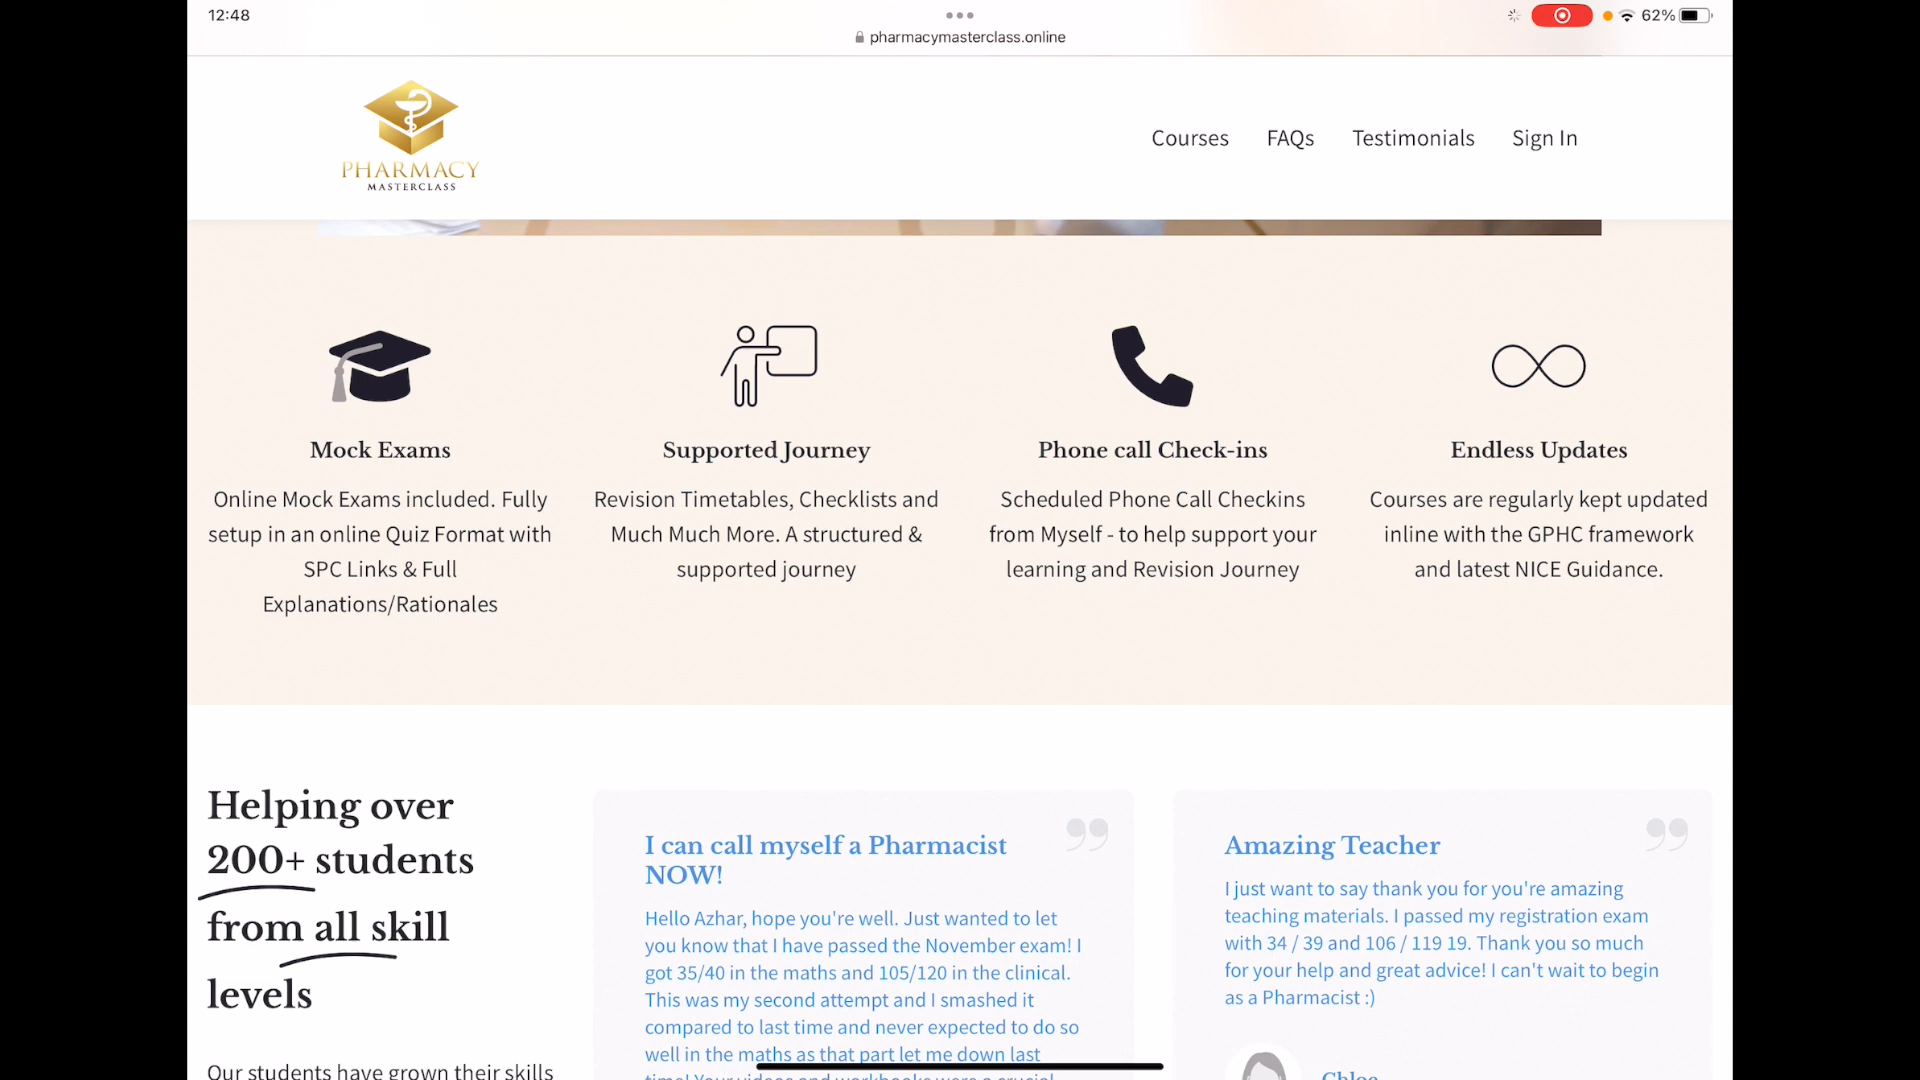 12:48
62%
pharmacymasterclass.online
PHARMACY
MASTERCLASS
Courses
FAQs
Testimonials
Sign In
Mock Exams
Online Mock Exams included. Fully
setup in an online Quiz Format with
SPC Links & Full
Explanations/Rationales
Supported Journey
Revision Timetables, Checklists and
Much Much More. A structured &
supported journey
Phone call Check-ins
Scheduled Phone Call Checkins
from Myself - to help support your
learning and Revision Journey
Endless Updates
Courses are regularly kept updated
inline with the GPHC framework
and latest NICE Guidance.
Helping over
200+ students
from all skill
levels
Our students have grown their skills
I can call myself a Pharmacist
NOW!
Hello Azhar, hope you're well. Just wanted to let
you know that I have passed the November exam! I
got 35/40 in the maths and 105/120 in the clinical.
This was my second attempt and I smashed it
compared to last time and never expected to do so
well in the maths as that part let me down last
time! Your videos and workbooks were a crucial
Amazing Teacher
I just want to say thank you for you're amazing
teaching materials. I passed my registration exam
with 34 / 39 and 106 / 119 19. Thank you so much
for your help and great advice! I can't wait to begin
as a Pharmacist :)
Chloe